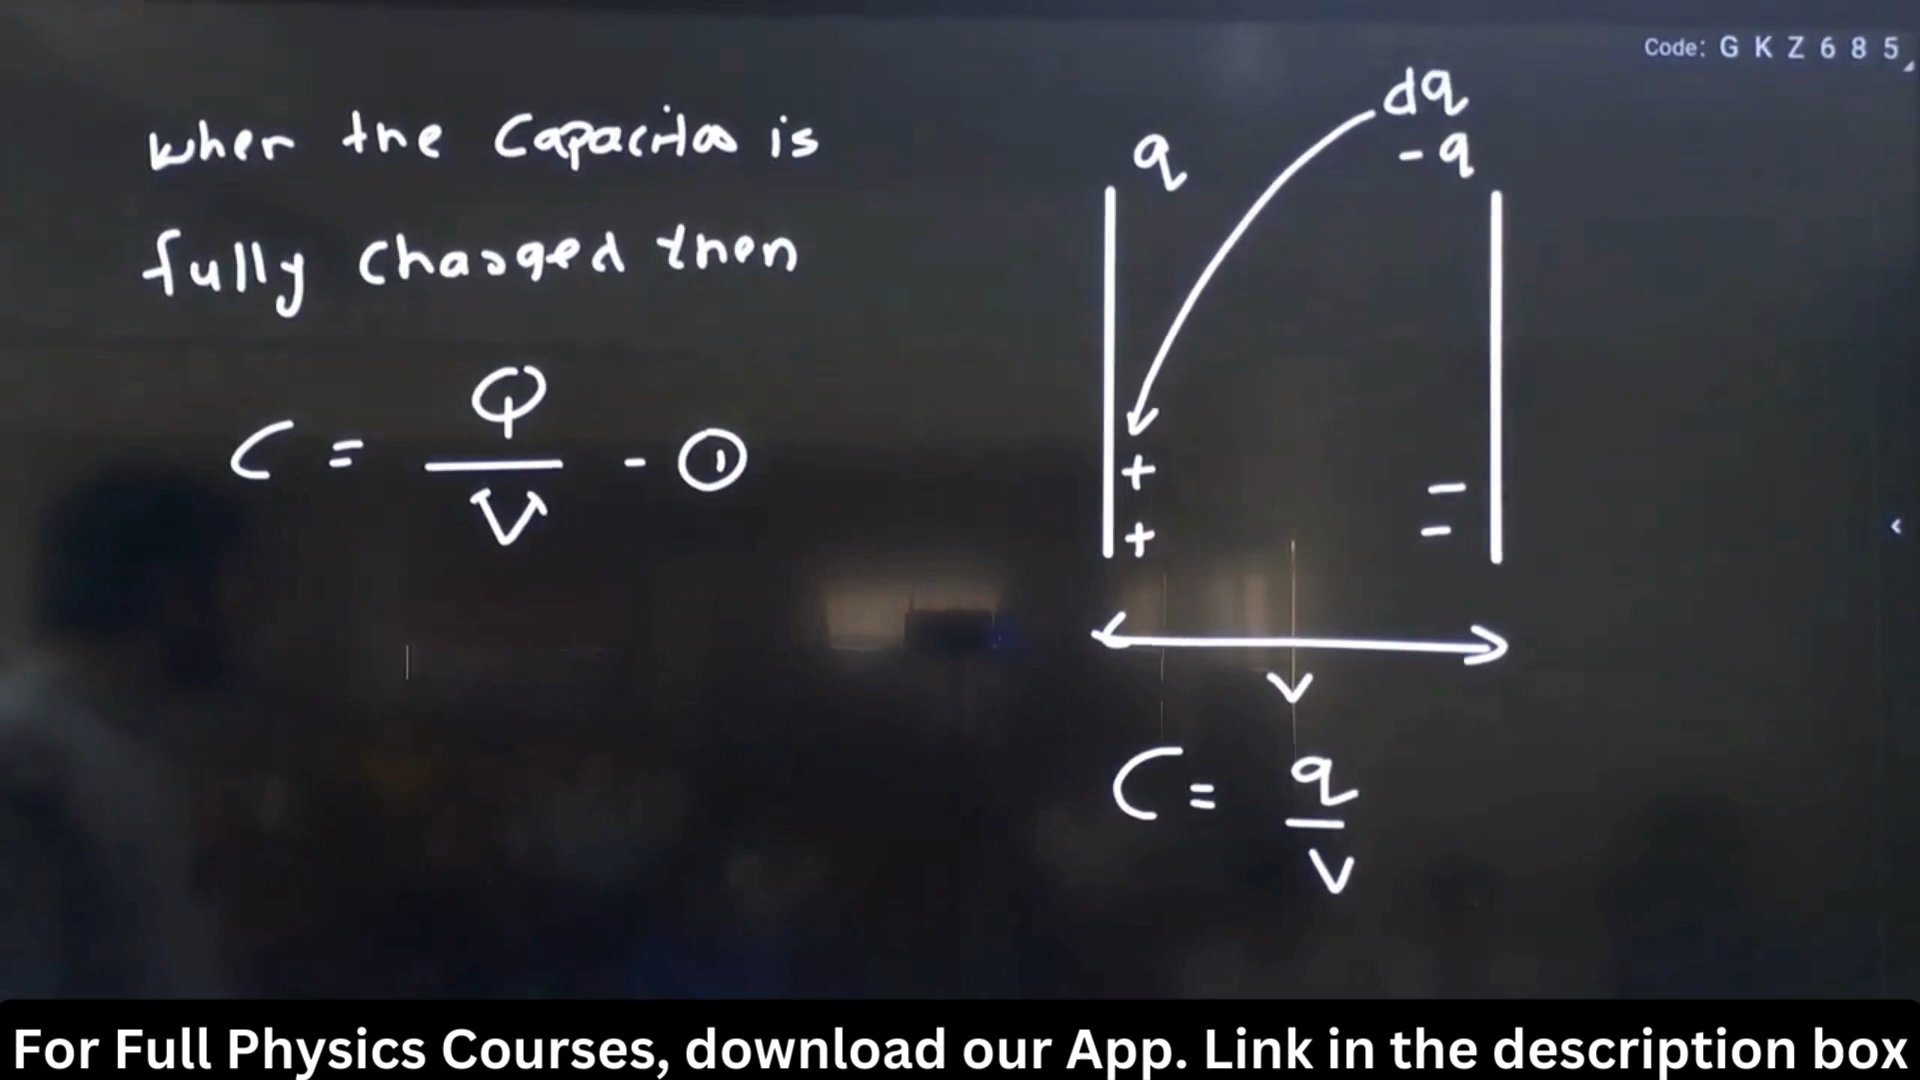 Code: G K Z 6 8 5
when the Capacitor is
fully Charged then
C = Q / V - ①
dq
q
-q
+
+
-
-
V
C = q / V
For Full Physics Courses, download our App. Link in the description box